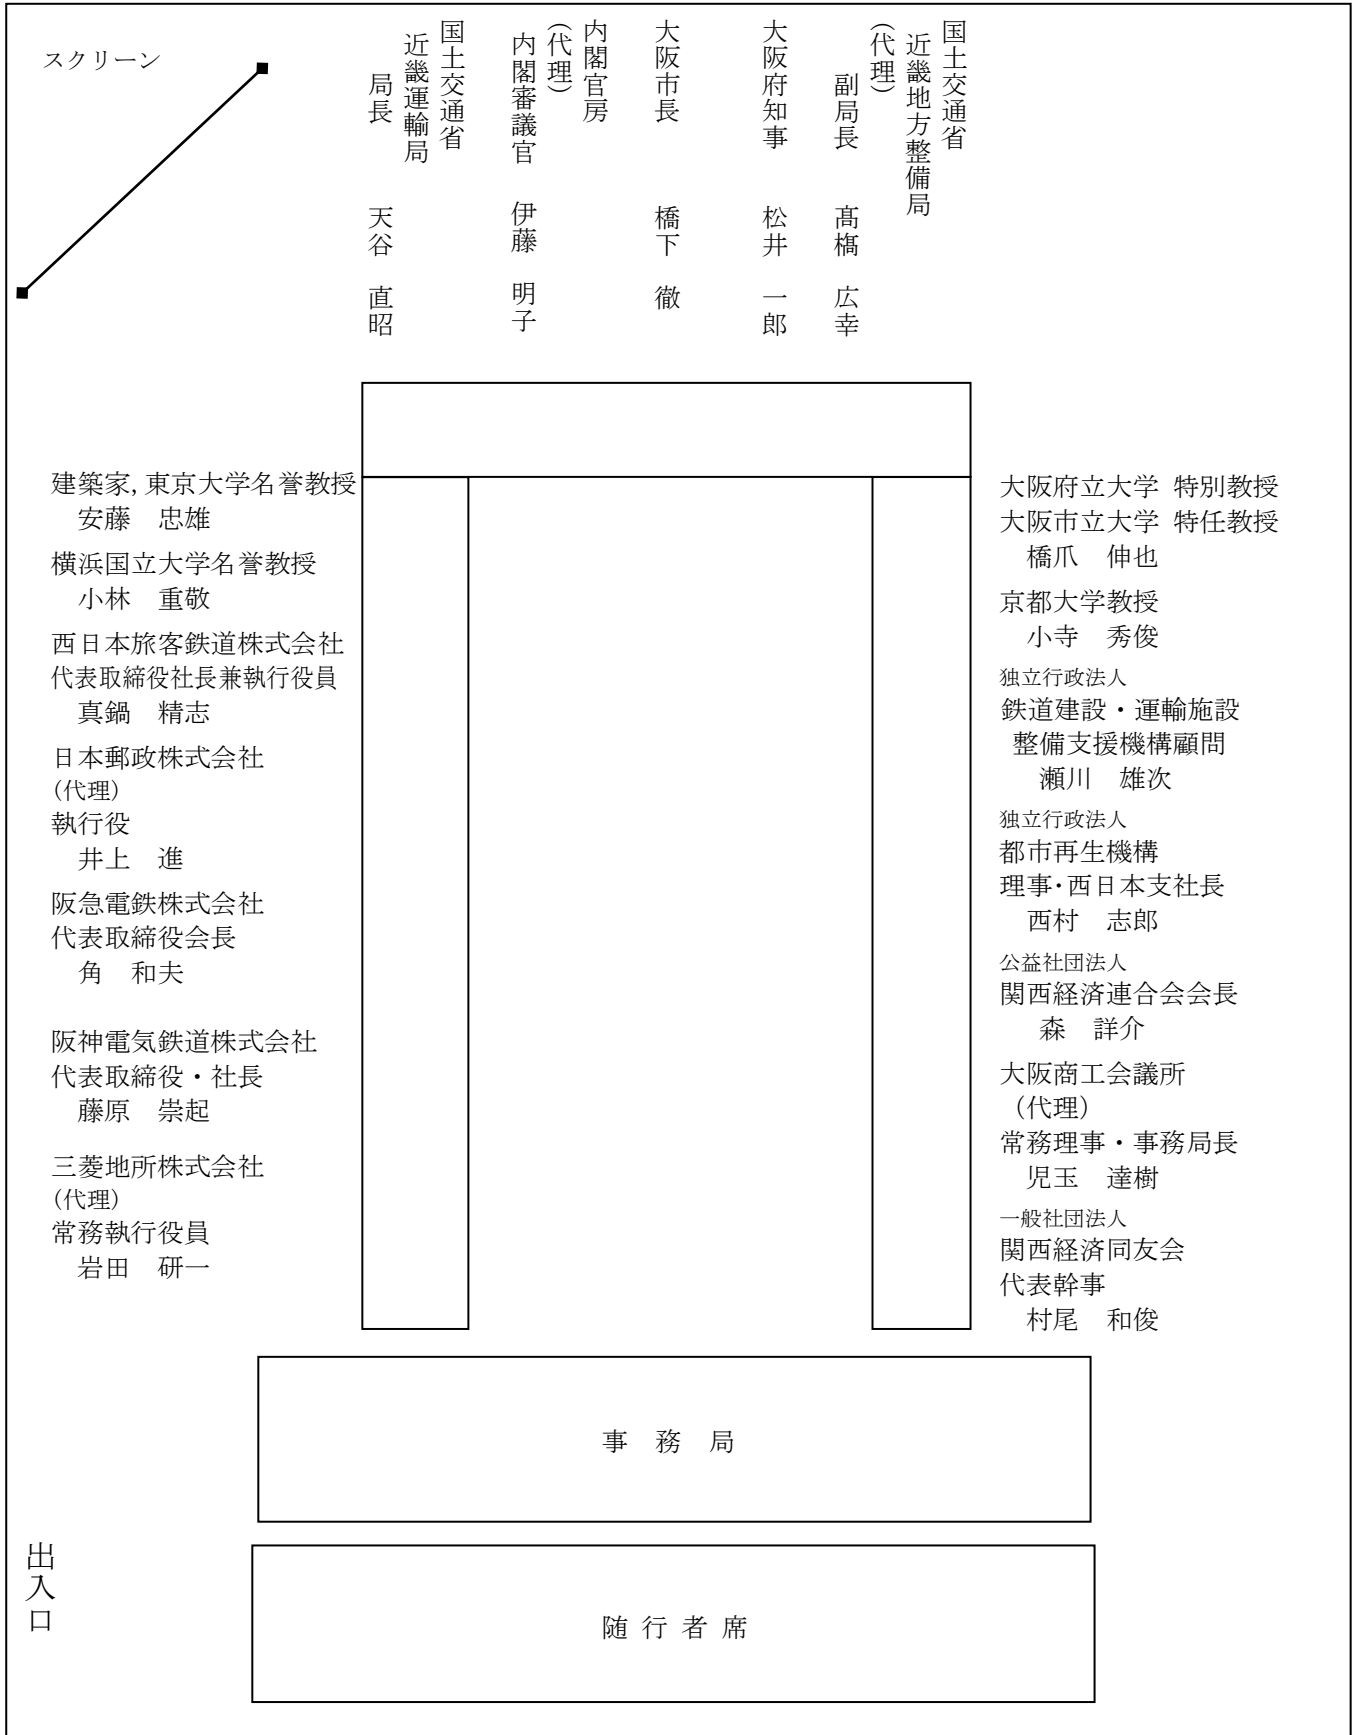 スクリーン
国土交通省
近畿地方整備局
(代理)
副局長 髙橋 広幸
大阪府知事 松井 一郎
大阪市長 橋下 徹
内閣官房
(代理)
内閣審議官 伊藤 明子
国土交通省
近畿運輸局
局長 天谷 直昭
建築家,東京大学名誉教授
安藤 忠雄
横浜国立大学名誉教授
小林 重敬
西日本旅客鉄道株式会社
代表取締役社長兼執行役員
真鍋 精志
日本郵政株式会社
(代理)
執行役
井上 進
阪急電鉄株式会社
代表取締役会長
角 和夫
阪神電気鉄道株式会社
代表取締役・社長
藤原 崇起
三菱地所株式会社
(代理)
常務執行役員
岩田 研一
大阪府立大学 特別教授
大阪市立大学 特任教授
橋爪 伸也
京都大学教授
小寺 秀俊
独立行政法人
鉄道建設・運輸施設
整備支援機構顧問
瀬川 雄次
独立行政法人
都市再生機構
理事・西日本支社長
西村 志郎
公益社団法人
関西経済連合会会長
森 詳介
大阪商工会議所
(代理)
常務理事・事務局長
児玉 達樹
一般社団法人
関西経済同友会
代表幹事
村尾 和俊
事 務 局
出入口
随 行 者 席